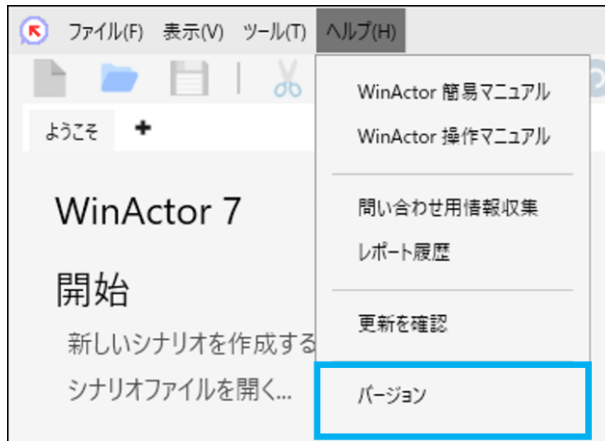 ファイル(F) 表示(V) ツール(T) ヘルプ(H)
WinActor 簡易マニュアル
WinActor 操作マニュアル
問い合わせ用情報収集
レポート履歴
更新を確認
バージョン
ようこそ
WinActor 7
開始
新しいシナリオを作成する
シナリオファイルを開く...